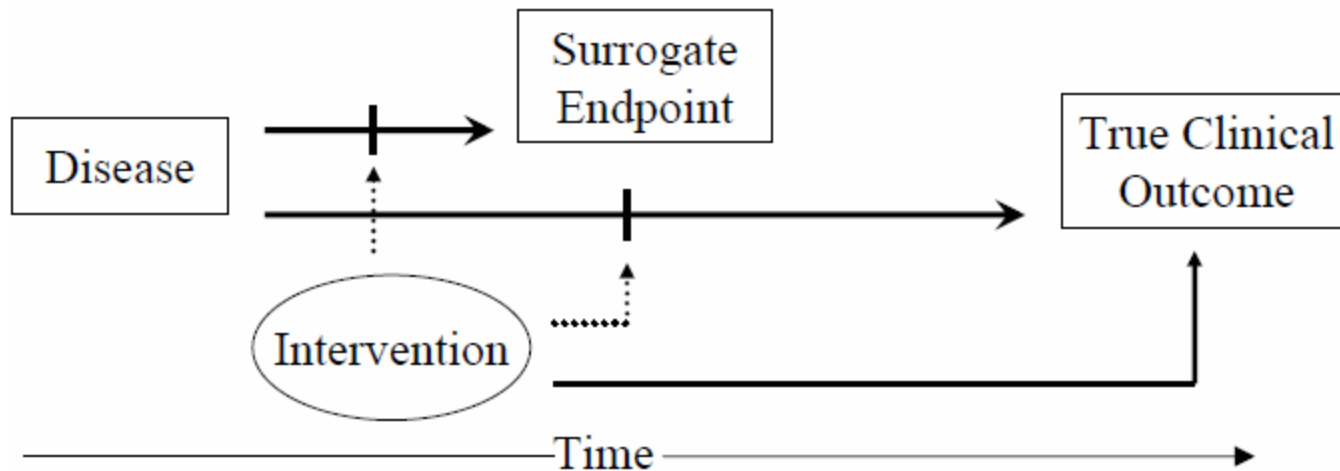 Surrogate
Endpoint
Disease
True Clinical
Outcome
Intervention
Time